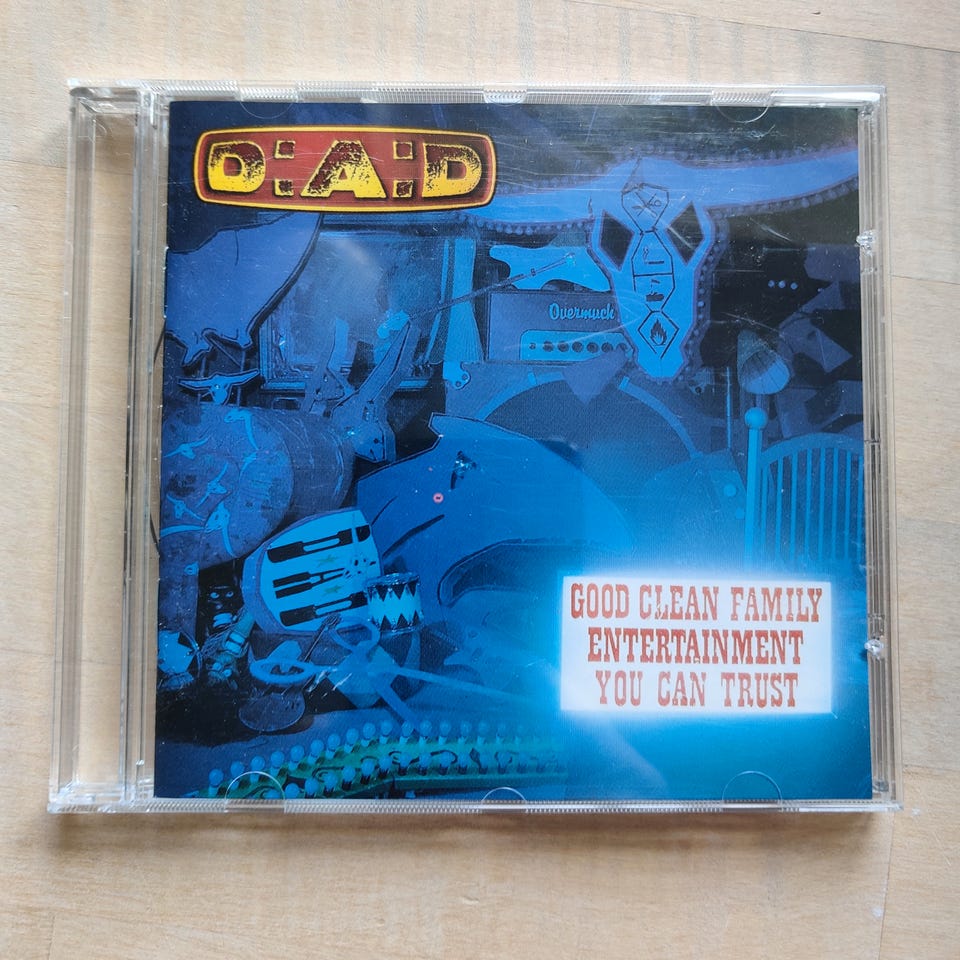 D:A:D
Overmuch
GOOD CLEAN FAMILY
ENTERTAINMENT
YOU CAN TRUST